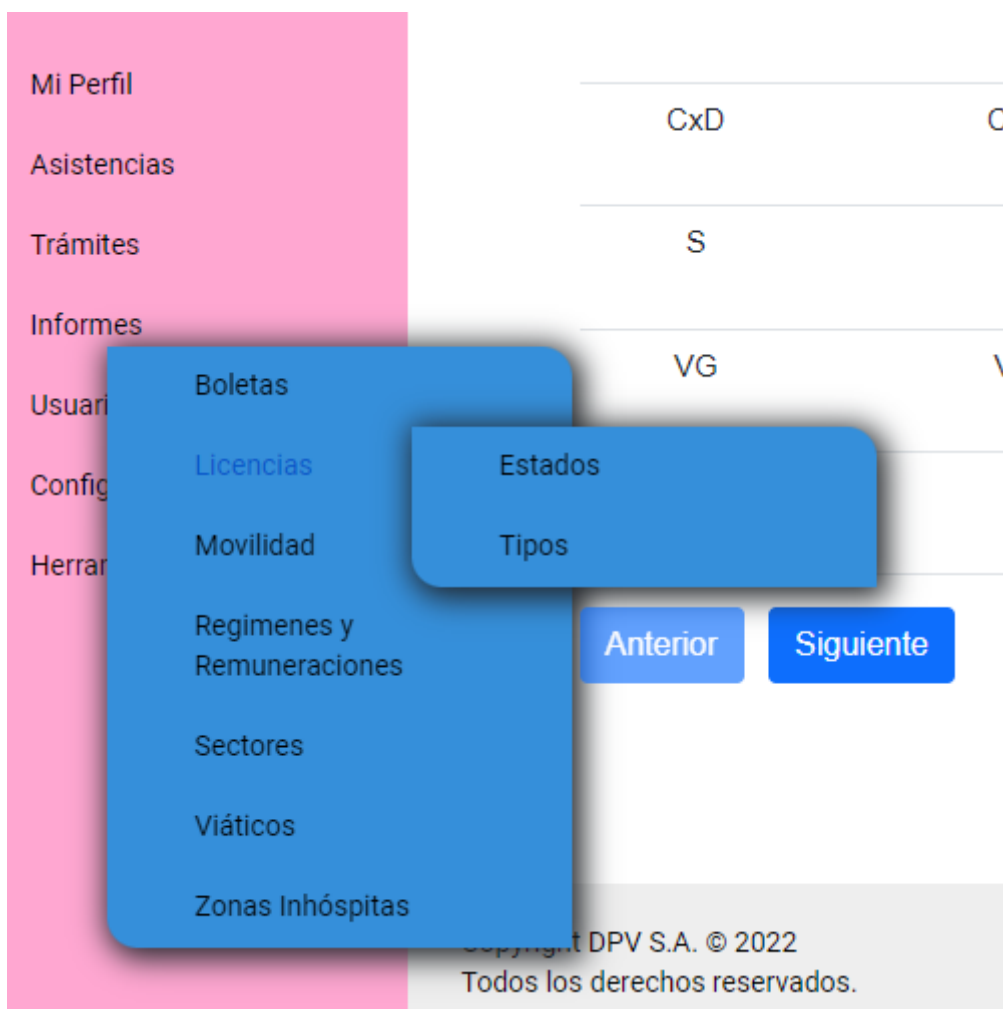 Mi Perfil
Asistencias
Trámites
Informes
Boletas
Licencias
Movilidad
Regimenes y
Remuneraciones
Sectores
Viáticos
Zonas Inhóspitas
Estados
Tipos
CxD
S
VG
Anterior
Siguiente
DPV S.A. © 2022
Todos los derechos reservados.